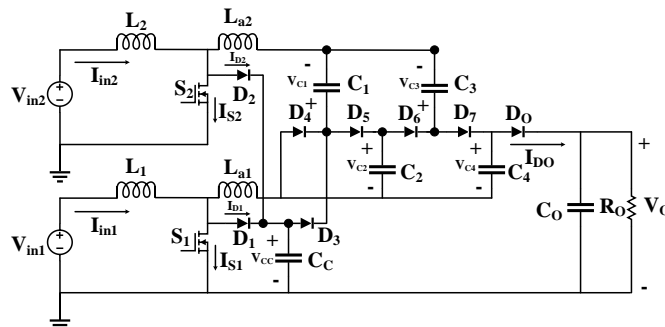 L2 La2
Iin2 ID2 - -
Vin2 S2 D2 VC1 C1 VC3 C3
IS2 + +
D4 D5 D6 D7 DO
L1 La1 + + IDO +
VC2 C2 VC4 C4
Iin1 ID1 - - CO RO VO
Vin1 S1 D1 D3
IS1 + VCC CC
- -